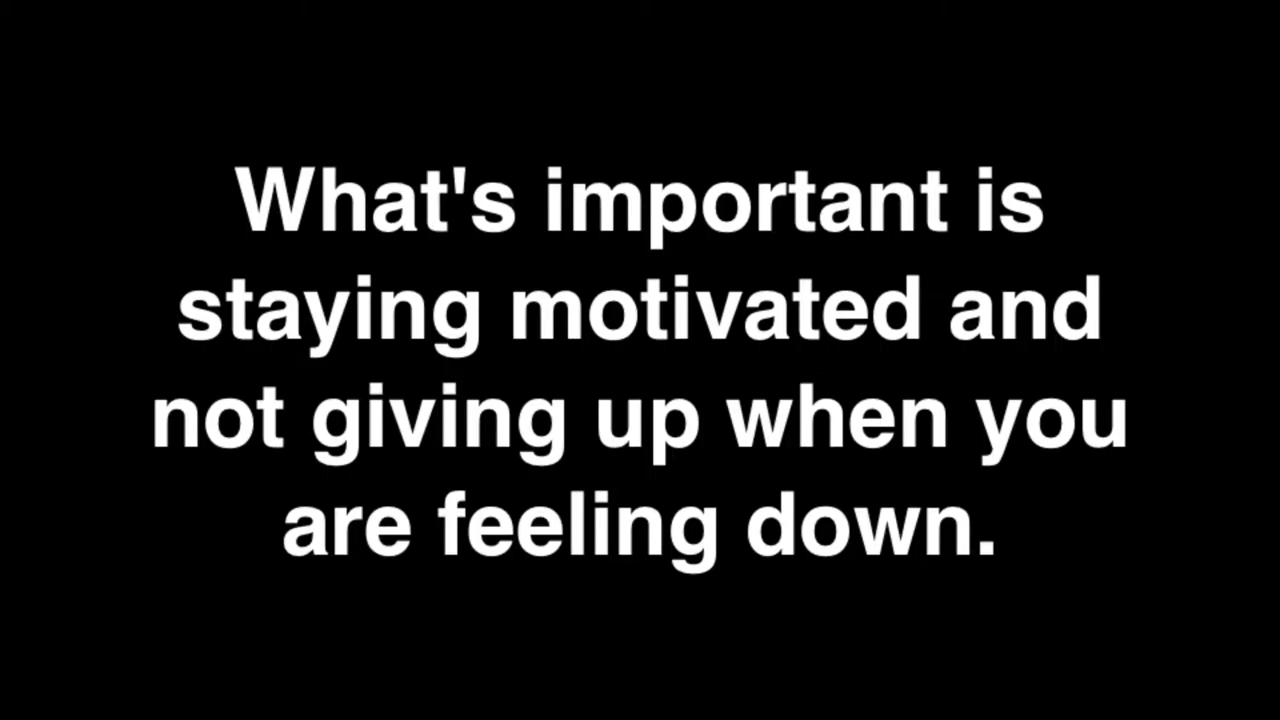 What's important is
staying motivated and
not giving up when you
are feeling down.